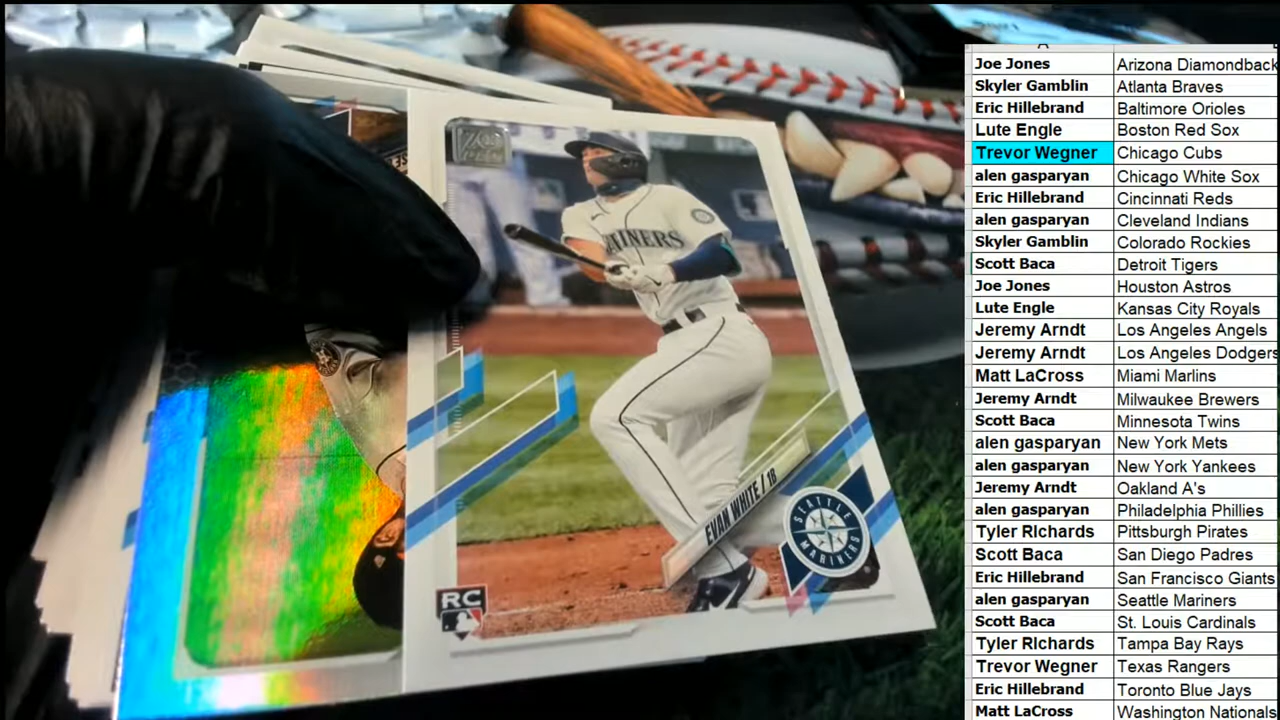 70
RC
MARINERS
EVAN WHITE / 1B
SEATTLE
MARINERS
A
Joe Jones Arizona Diamondback
Skyler Gamblin Atlanta Braves
Eric Hillebrand Baltimore Orioles
Lute Engle Boston Red Sox
Trevor Wegner Chicago Cubs
alen gasparyan Chicago White Sox
Eric Hillebrand Cincinnati Reds
alen gasparyan Cleveland Indians
Skyler Gamblin Colorado Rockies
Scott Baca Detroit Tigers
Joe Jones Houston Astros
Lute Engle Kansas City Royals
Jeremy Arndt Los Angeles Angels
Jeremy Arndt Los Angeles Dodgers
Matt LaCross Miami Marlins
Jeremy Arndt Milwaukee Brewers
Scott Baca Minnesota Twins
alen gasparyan New York Mets
alen gasparyan New York Yankees
Jeremy Arndt Oakland A's
alen gasparyan Philadelphia Phillies
Tyler RIchards Pittsburgh Pirates
Scott Baca San Diego Padres
Eric Hillebrand San Francisco Giants
alen gasparyan Seattle Mariners
Scott Baca St. Louis Cardinals
Tyler RIchards Tampa Bay Rays
Trevor Wegner Texas Rangers
Eric Hillebrand Toronto Blue Jays
Matt LaCross Washington Nationals